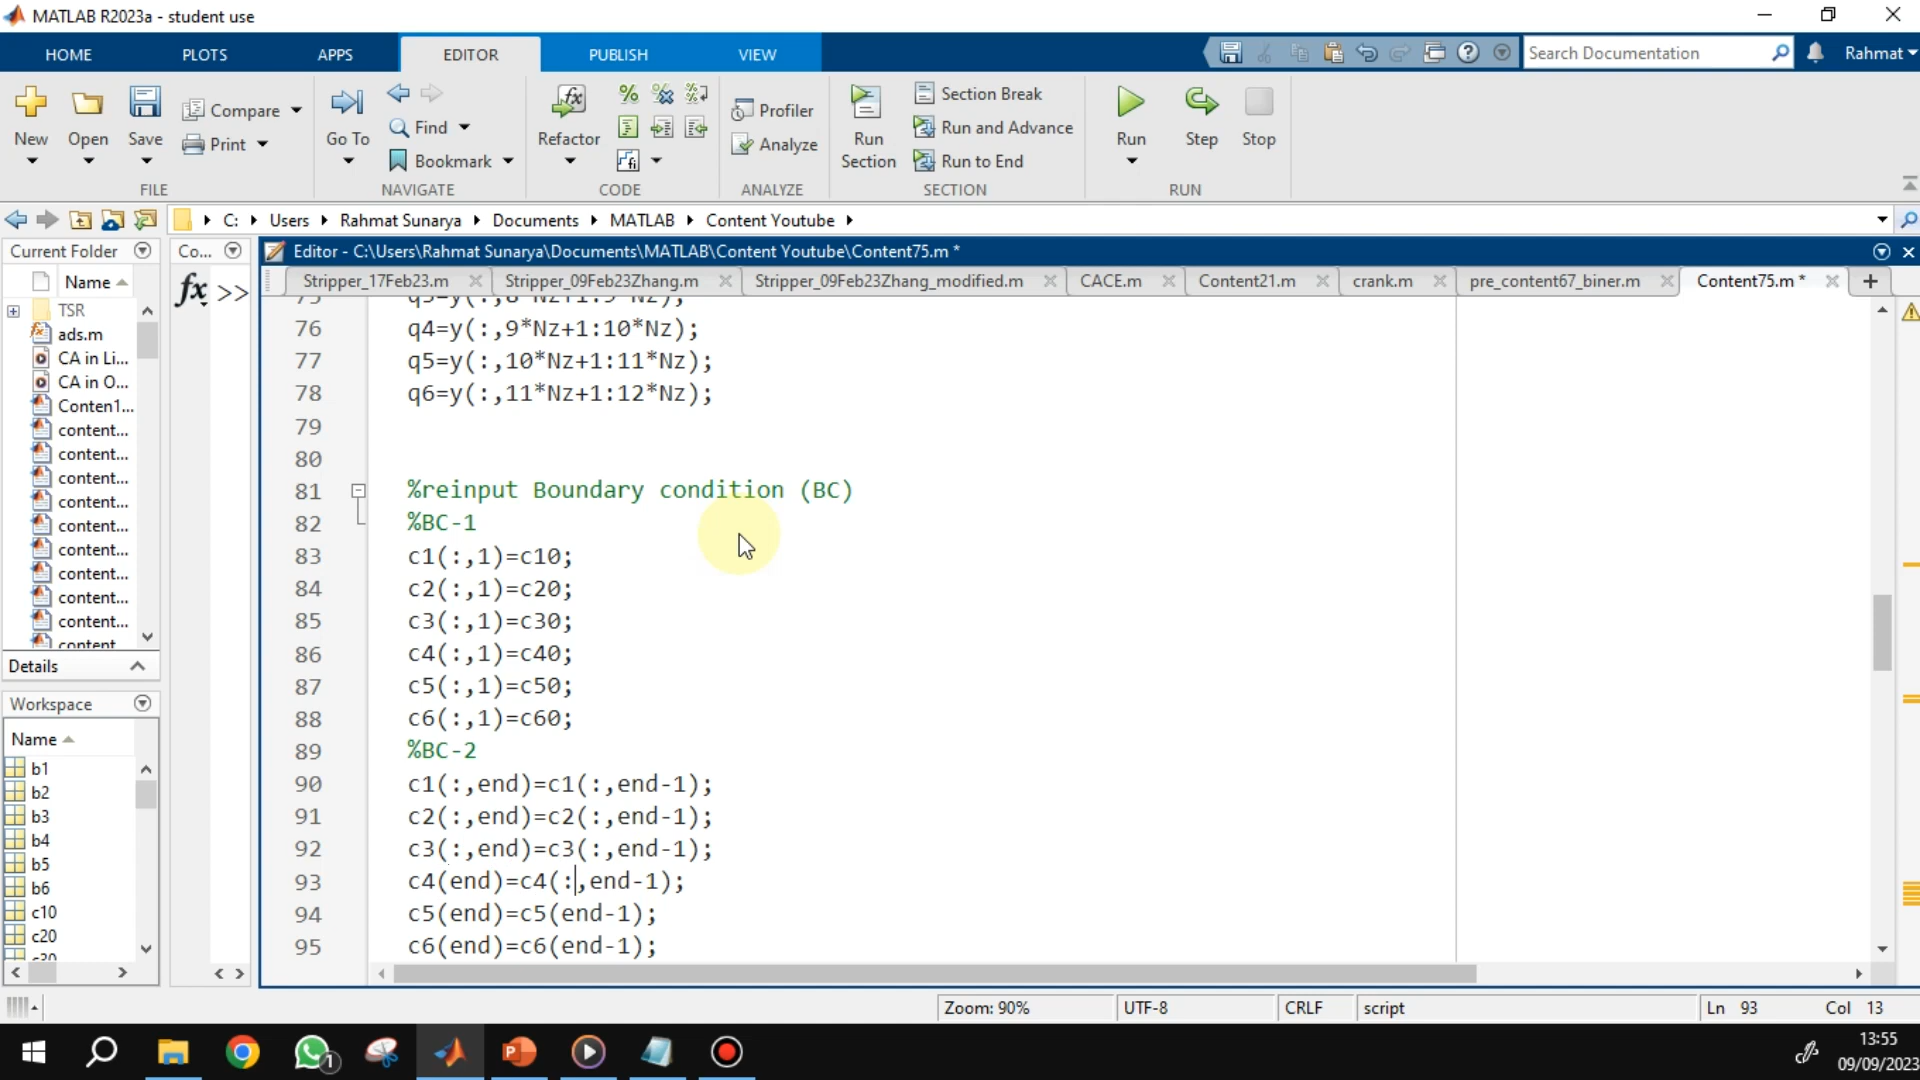 MATLAB R2023a - student use
HOME PLOTS APPS EDITOR PUBLISH VIEW
Search Documentation
Rahmat
New Open Save
Compare
Print
FILE
Go To
Find
Bookmark
NAVIGATE
Refactor
CODE
Profiler
Analyze
ANALYZE
Run Section
Section Break
Run and Advance
Run to End
SECTION
Run Step Stop
RUN
C: Users Rahmat Sunarya Documents MATLAB Content Youtube
Current Folder
Name
TSR
ads.m
CA in Li...
CA in O...
Conten1...
content...
content...
content...
content...
content...
content...
content...
content...
content...
content
Details
Workspace
Name
b1
b2
b3
b4
b5
b6
c10
c20
c30
Co...
fx >>
Editor - C:\Users\Rahmat Sunarya\Documents\MATLAB\Content Youtube\Content75.m *
Stripper_17Feb23.m Stripper_09Feb23Zhang.m Stripper_09Feb23Zhang_modified.m CACE.m Content21.m crank.m pre_content67_biner.m Content75.m *
75 q3=y(:,8*Nz+1:9*Nz);
76 q4=y(:,9*Nz+1:10*Nz);
77 q5=y(:,10*Nz+1:11*Nz);
78 q6=y(:,11*Nz+1:12*Nz);
79
80
81 %reinput Boundary condition (BC)
82 %BC-1
83 c1(:,1)=c10;
84 c2(:,1)=c20;
85 c3(:,1)=c30;
86 c4(:,1)=c40;
87 c5(:,1)=c50;
88 c6(:,1)=c60;
89 %BC-2
90 c1(:,end)=c1(:,end-1);
91 c2(:,end)=c2(:,end-1);
92 c3(:,end)=c3(:,end-1);
93 c4(end)=c4(:,end-1);
94 c5(end)=c5(end-1);
95 c6(end)=c6(end-1);
Zoom: 90% UTF-8 CRLF script Ln 93 Col 13
1
13:55
09/09/2023